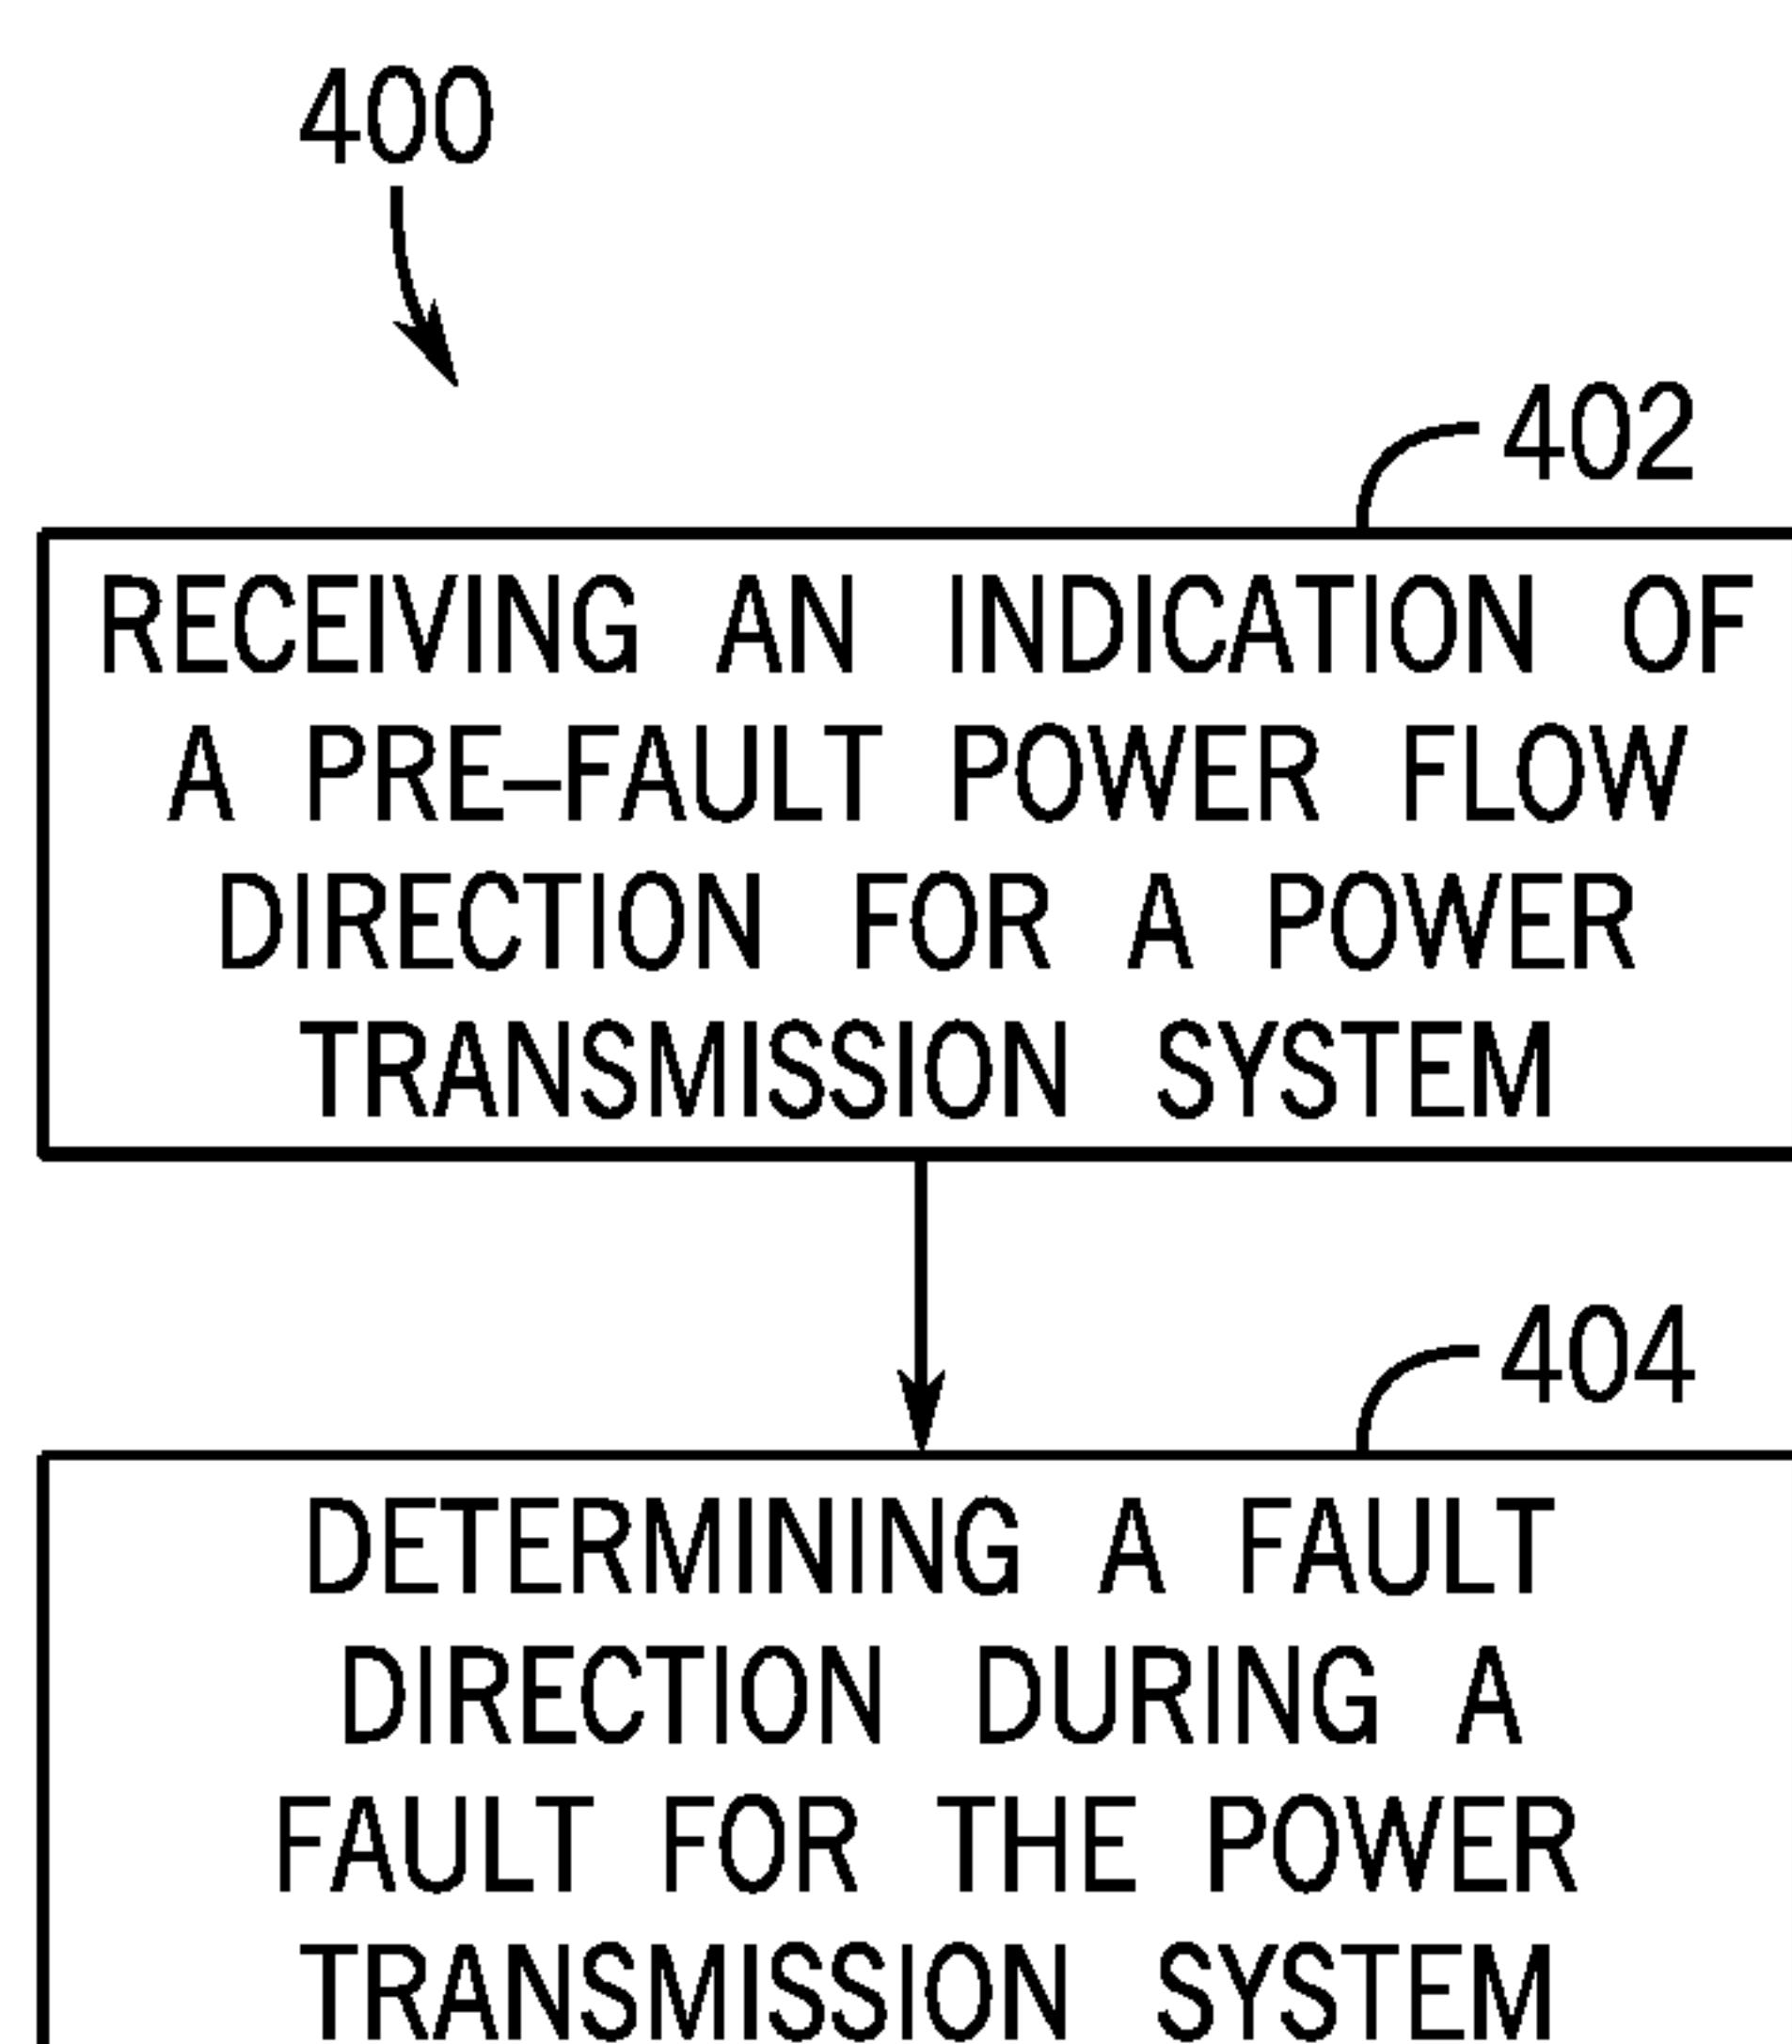 400
402
RECEIVING AN INDICATION OF
A PRE–FAULT POWER FLOW
DIRECTION FOR A POWER
TRANSMISSION SYSTEM
404
DETERMINING A FAULT
DIRECTION DURING A
FAULT FOR THE POWER
TRANSMISSION SYSTEM